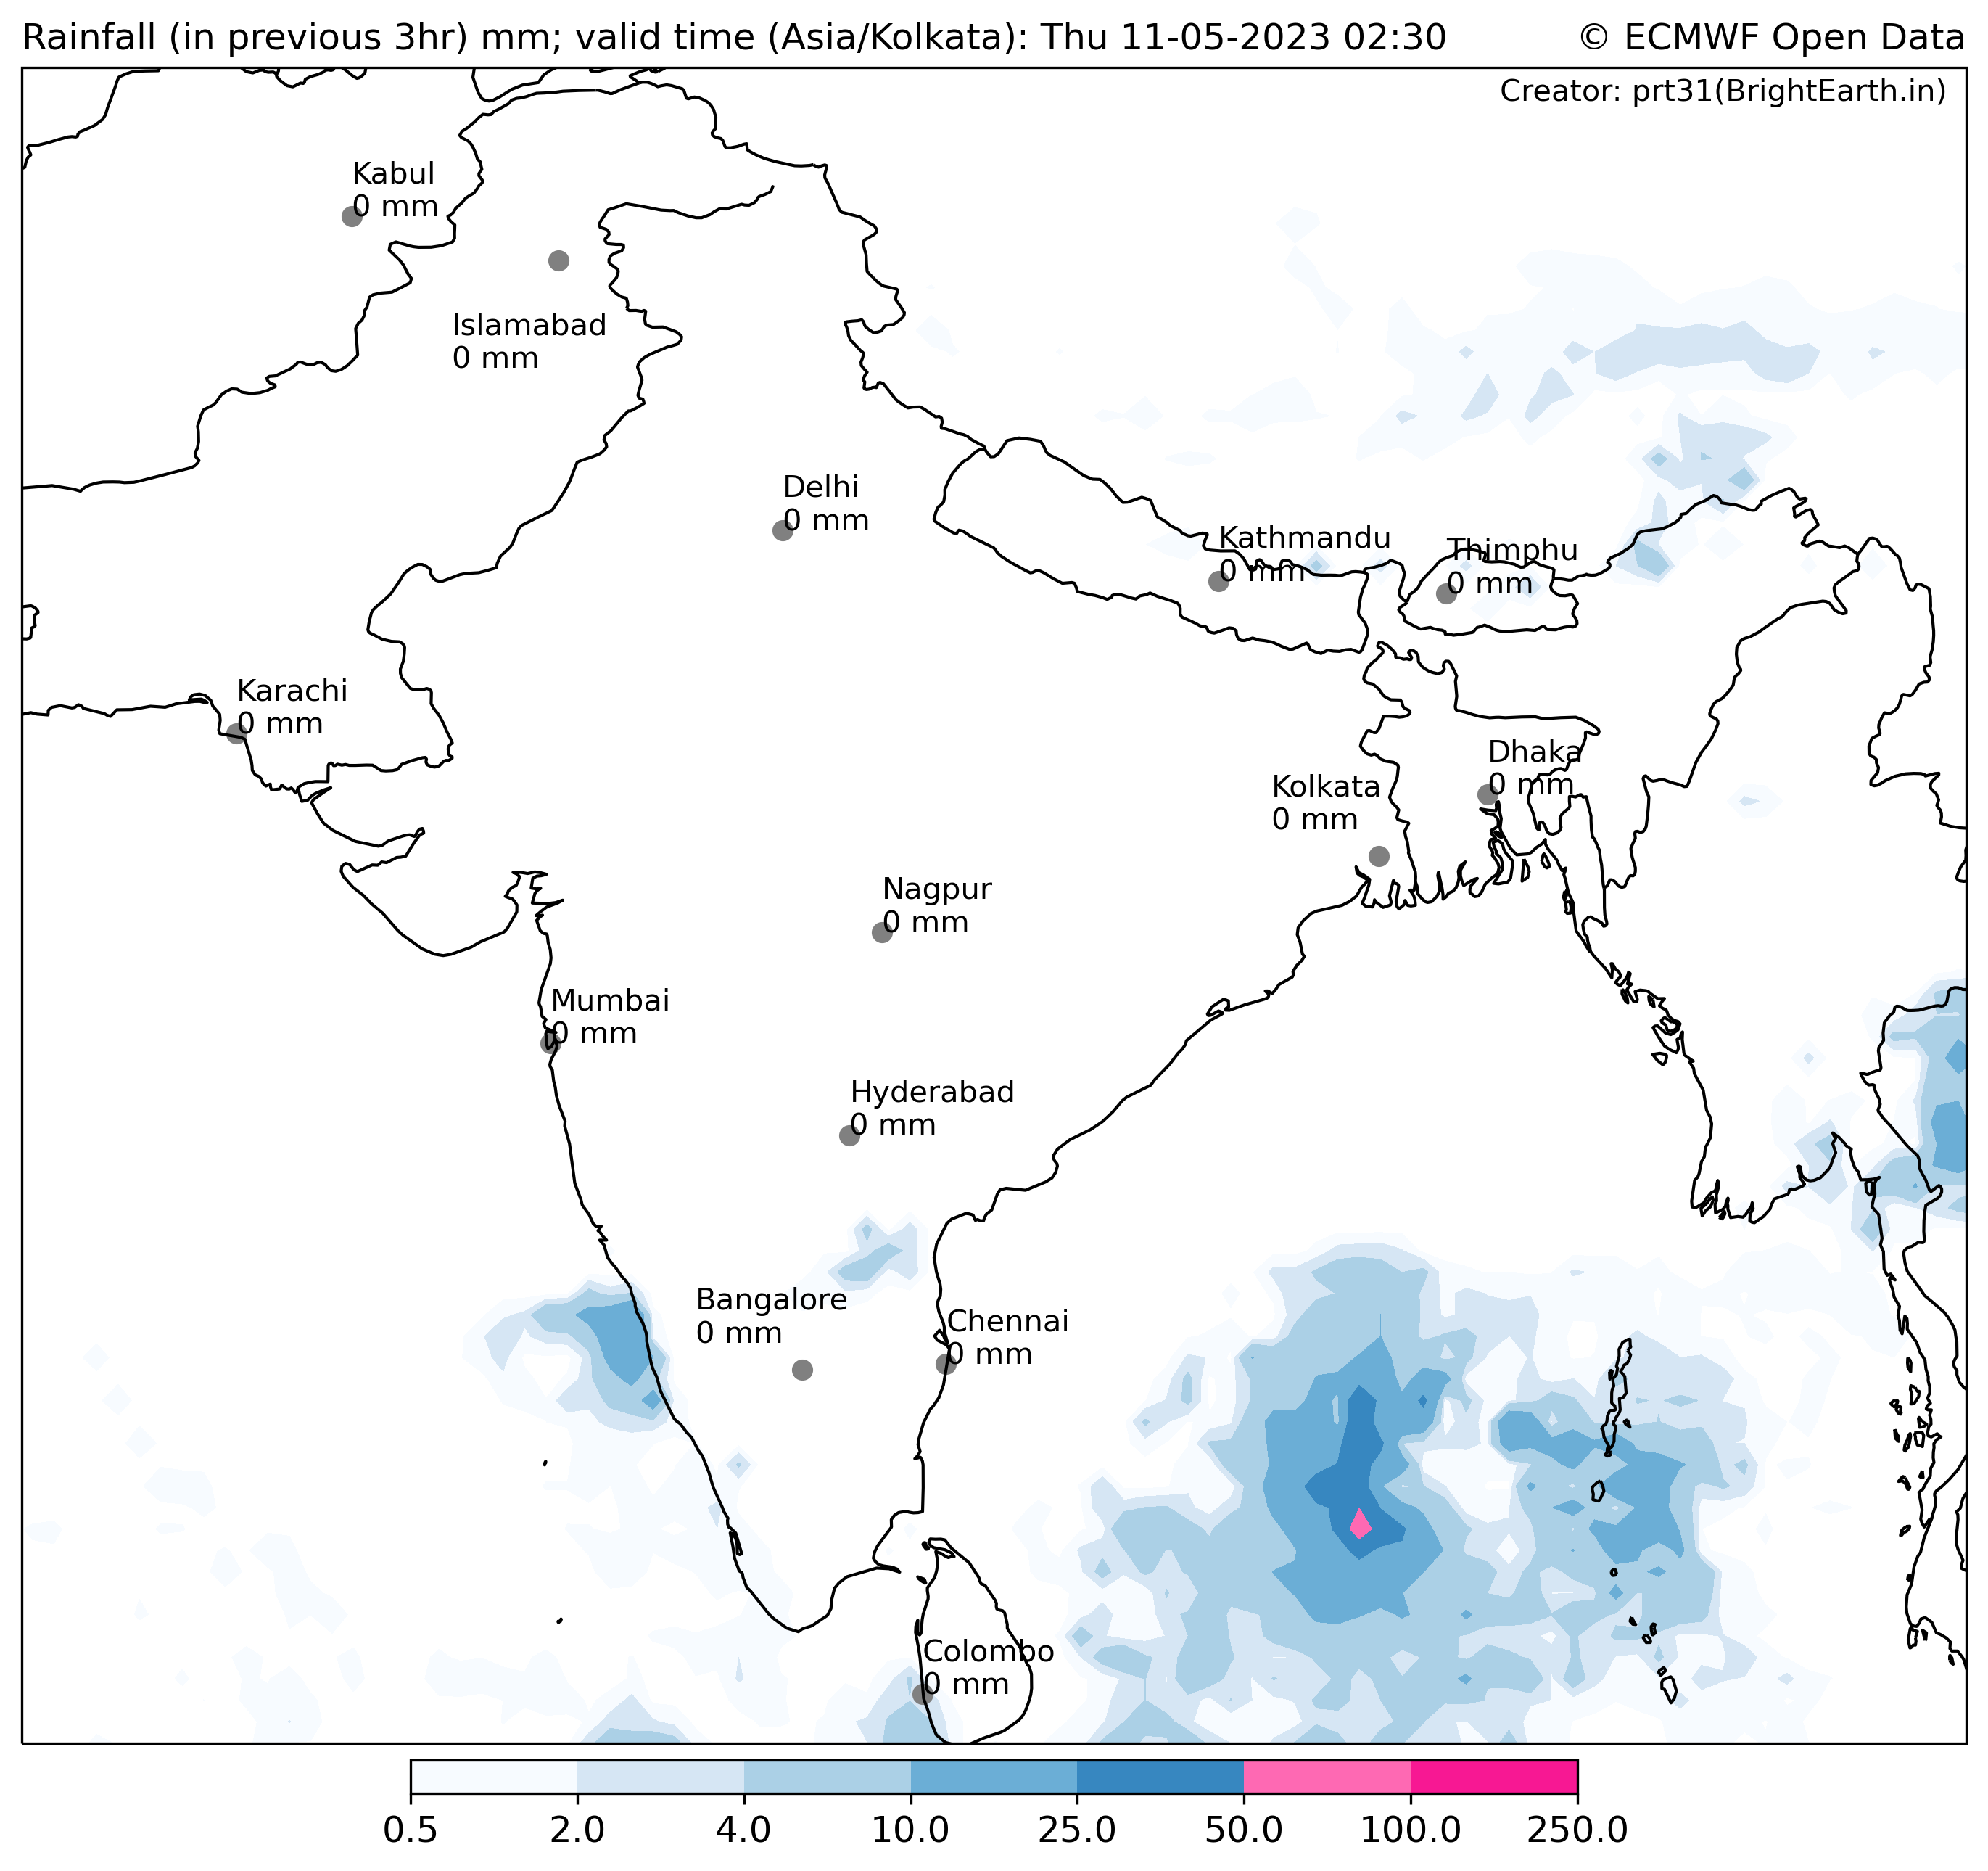 Rainfall (in previous 3hr) mm; valid time (Asia/Kolkata): Thu 11-05-2023 02:30
© ECMWF Open Data
Creator: prt31(BrightEarth.in)
Kabul
0 mm
Islamabad
0 mm
Delhi
0 mm
Kathmandu
0 mm
Thimphu
0 mm
Karachi
0 mm
Dhaka
0 mm
Kolkata
0 mm
Nagpur
0 mm
Mumbai
0 mm
Hyderabad
0 mm
Bangalore
0 mm
Chennai
0 mm
Colombo
0 mm
0.5 2.0 4.0 10.0 25.0 50.0 100.0 250.0